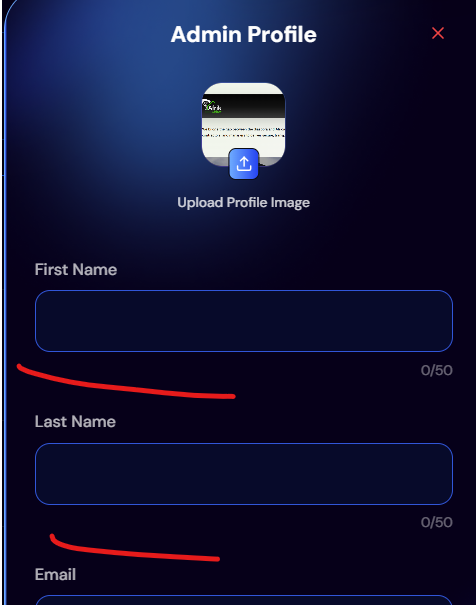 Admin Profile
Upload Profile Image
First Name
0/50
Last Name
0/50
Email